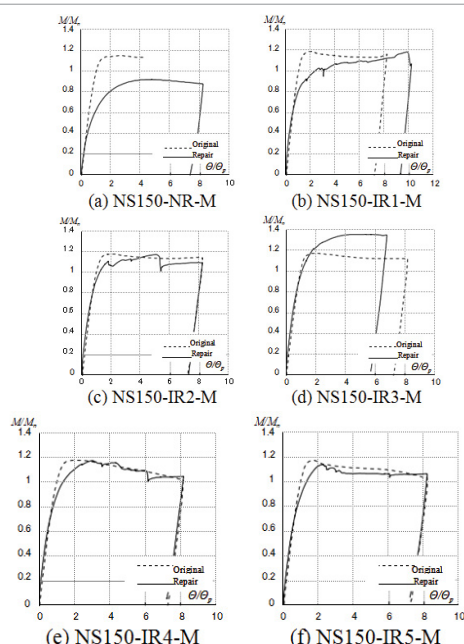 M/Mₙ M/Mₙ
1.4 1.4
1.2 1.2
1 1
0.8 0.8
0.6 0.6
0.4 0.4
0.2 0.2
0 0
Original Original
Repair Repair
Θ/Θₚ Θ/Θₚ
0 2 4 6 8 10 0 2 4 6 8 10 12
(a) NS150-NR-M (b) NS150-IR1-M
M/Mₙ M/Mₙ
1.4 1.4
1.2 1.2
1 1
0.8 0.8
0.6 0.6
0.4 0.4
0.2 0.2
0 0
Original Original
Repair Repair
Θ/Θₚ Θ/Θₚ
0 2 4 6 8 10 0 2 4 6 8 10
(c) NS150-IR2-M (d) NS150-IR3-M
M/Mₙ M/Mₙ
1.4 1.4
1.2 1.2
1 1
0.8 0.8
0.6 0.6
0.4 0.4
0.2 0.2
0 0
Original Original
Repair Repair
Θ/Θₚ Θ/Θₚ
0 2 4 6 8 10 0 2 4 6 8 10
(e) NS150-IR4-M (f) NS150-IR5-M